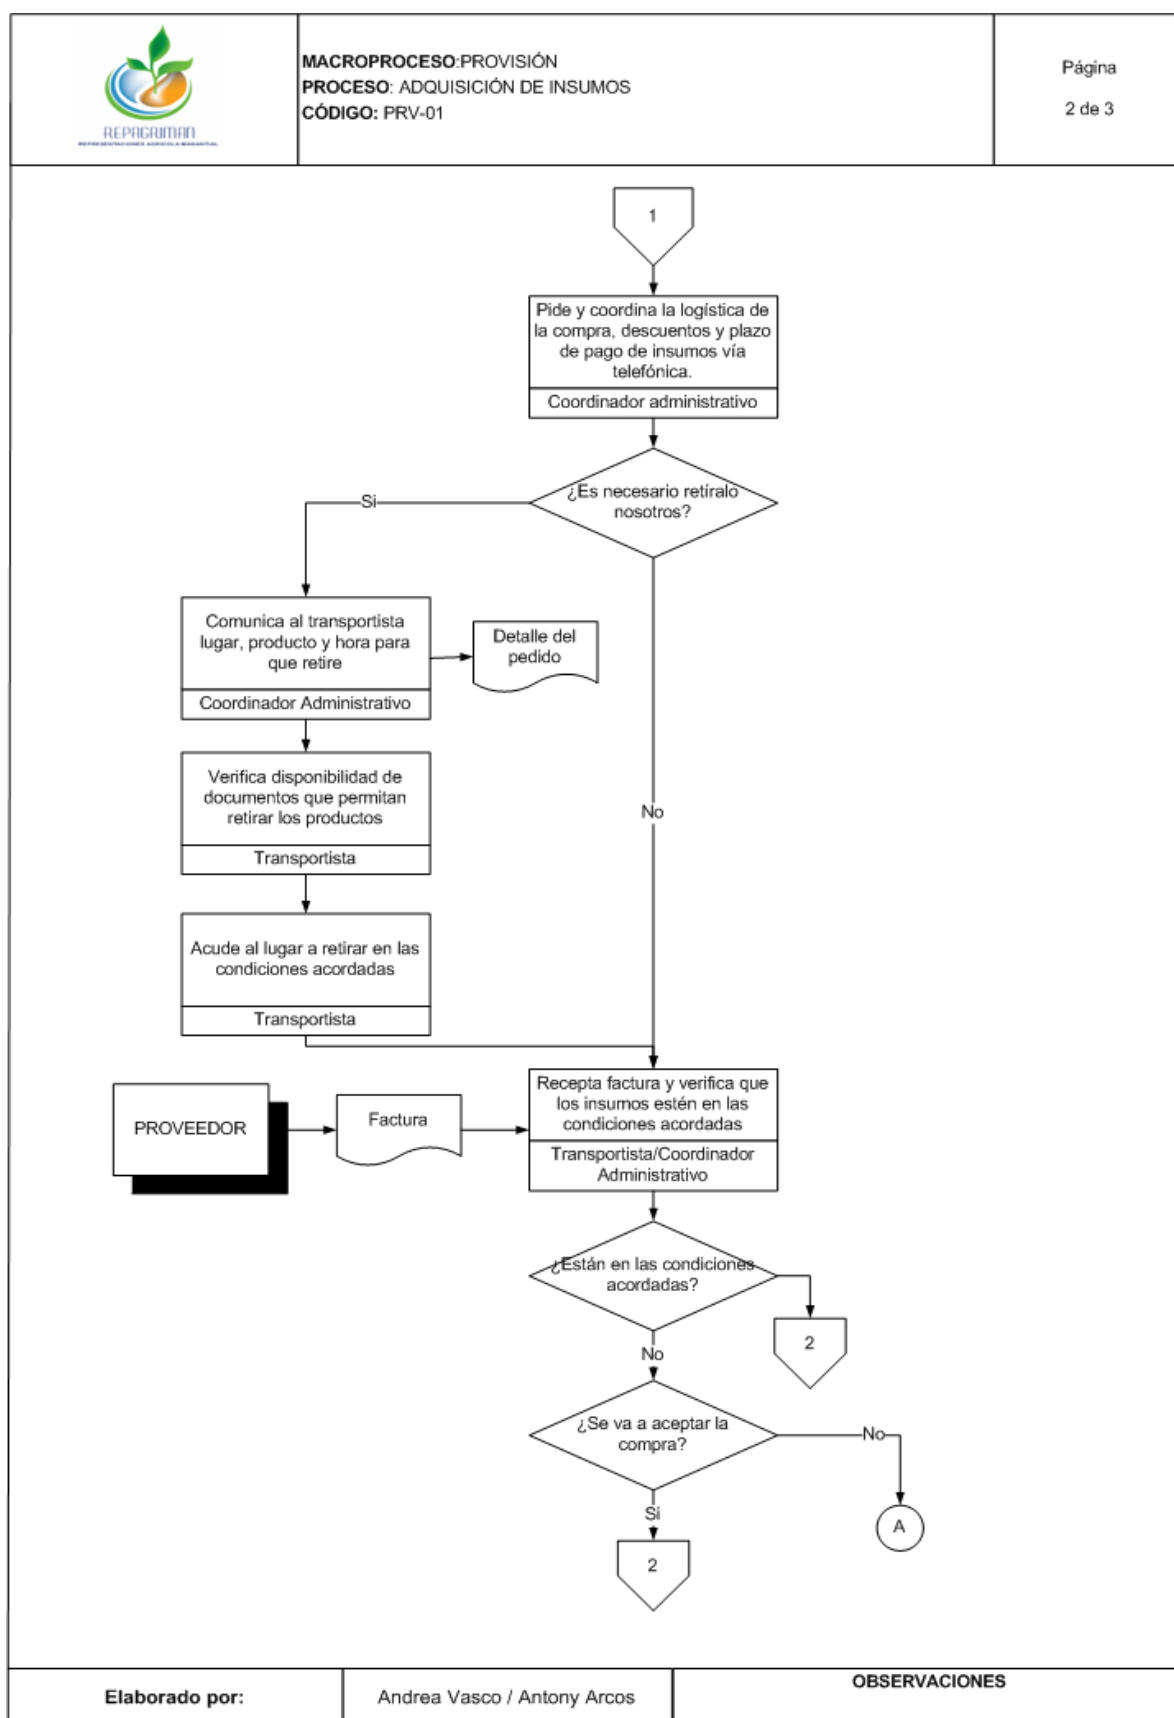 REPAGRIMAN
REPRESENTACIONES AGRICOLA MANANTIAL
MACROPROCESO:PROVISIÓN
PROCESO: ADQUISICIÓN DE INSUMOS
CÓDIGO: PRV-01
Página
2 de 3
1
Pide y coordina la logística de
la compra, descuentos y plazo
de pago de insumos vía
telefónica.
Coordinador administrativo
¿Es necesario retíralo
nosotros?
Si
Comunica al transportista
lugar, producto y hora para
que retire
Coordinador Administrativo
Detalle del
pedido
Verifica disponibilidad de
documentos que permitan
retirar los productos
Transportista
No
Acude al lugar a retirar en las
condiciones acordadas
Transportista
PROVEEDOR
Factura
Recepta factura y verifica que
los insumos estén en las
condiciones acordadas
Transportista/Coordinador
Administrativo
¿Están en las condiciones
acordadas?
2
No
¿Se va a aceptar la
compra?
No
A
Si
2
Elaborado por:
Andrea Vasco / Antony Arcos
OBSERVACIONES